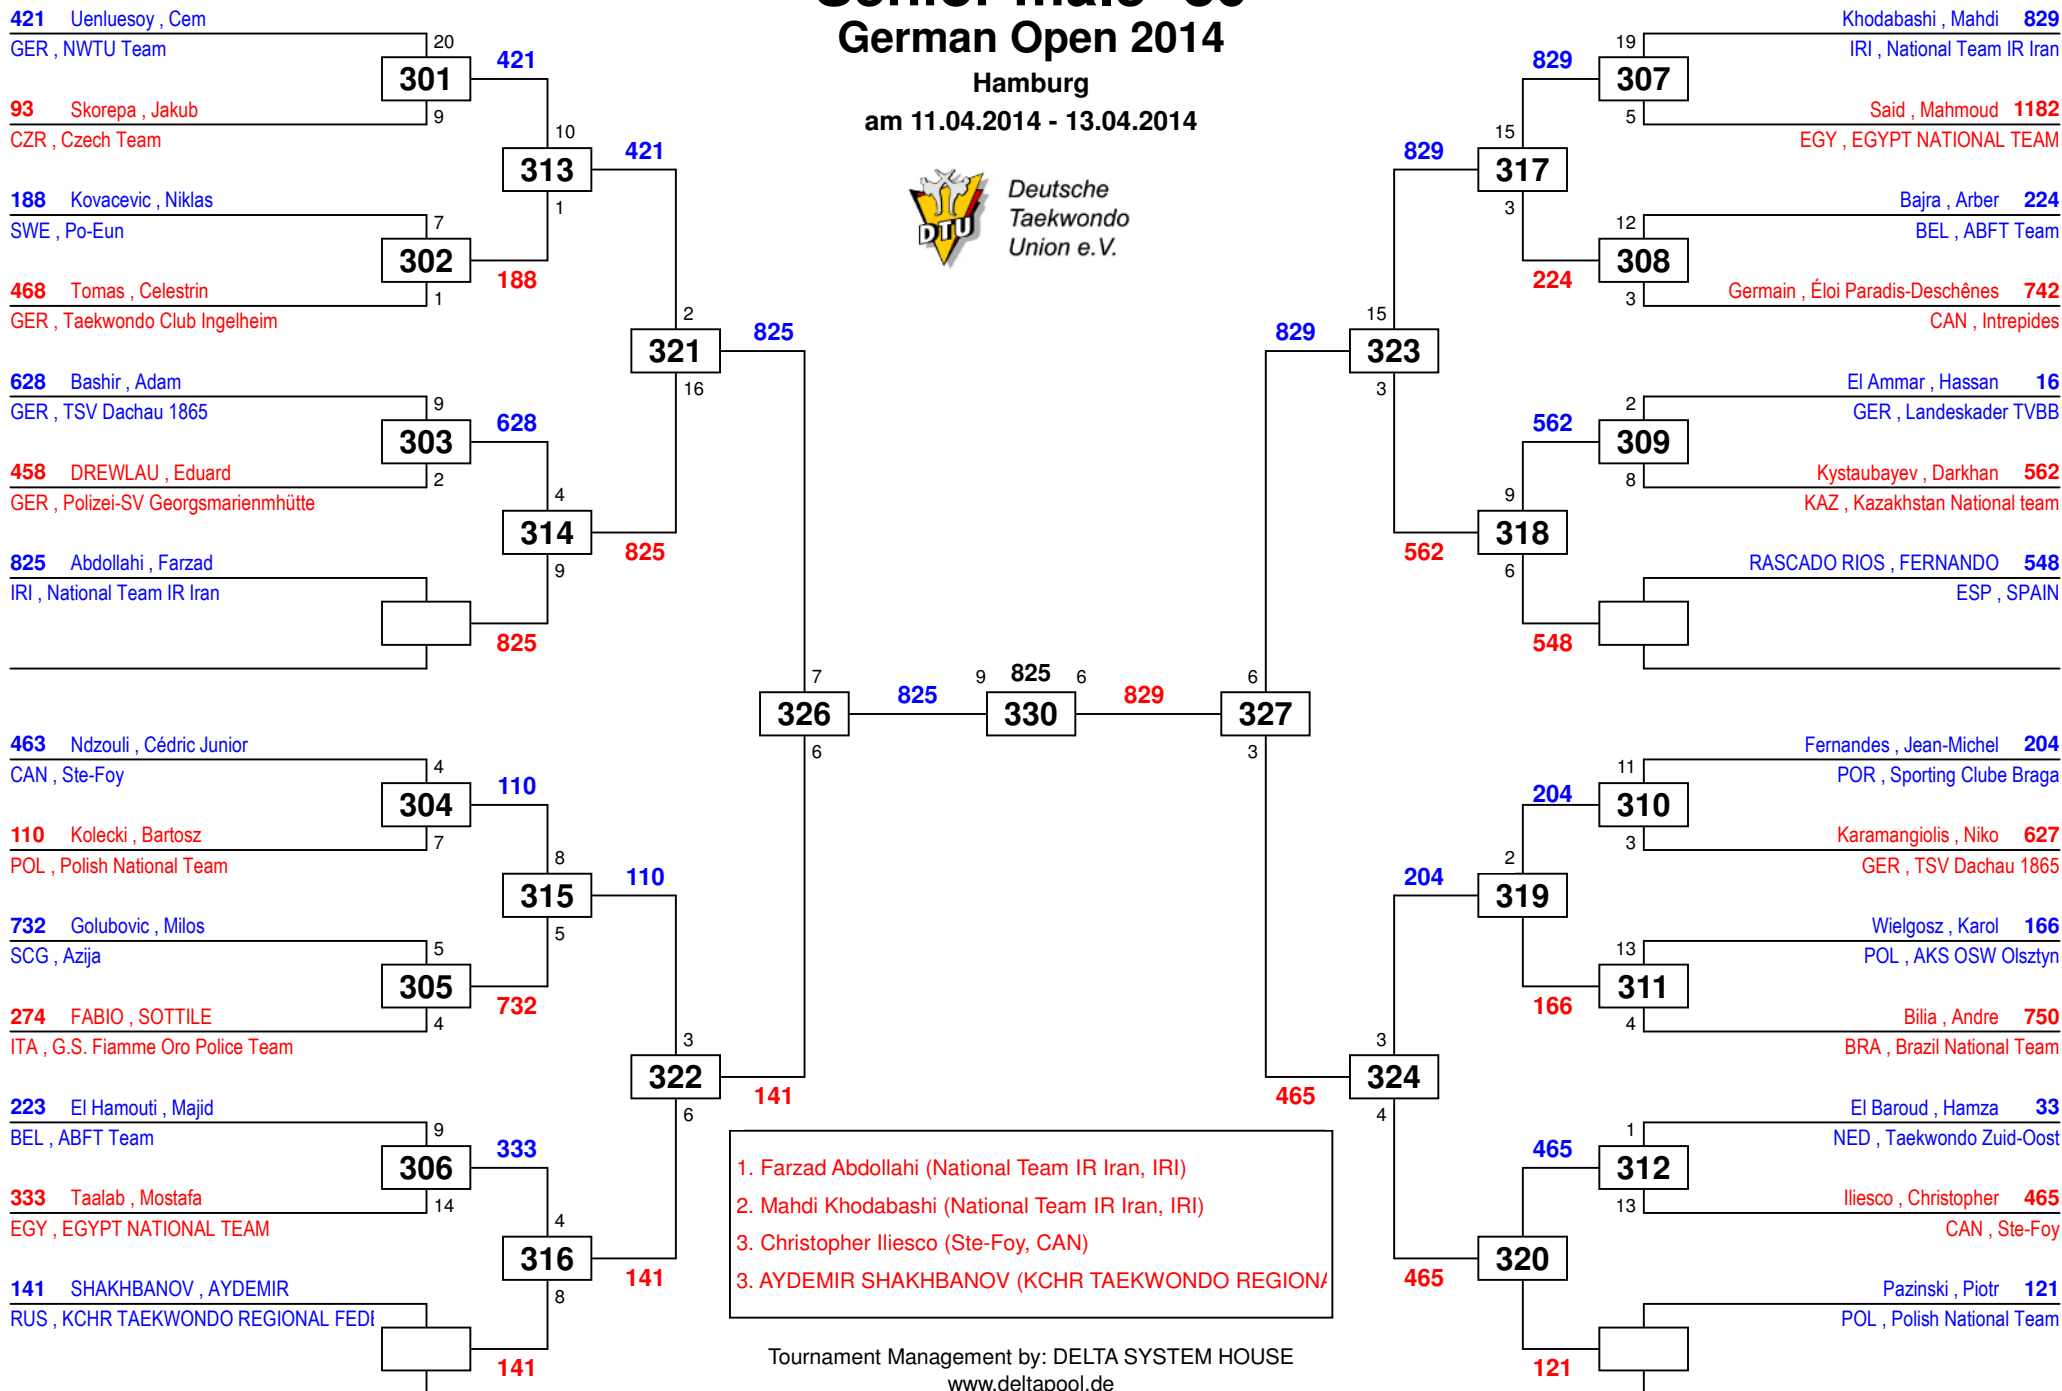 Senior male -80
German Open 2014
Hamburg
am 11.04.2014 - 13.04.2014
DTU
Deutsche
Taekwondo
Union e.V.
421 Uenluesoy , Cem
GER , NWTU Team
20
301
421
9
93 Skorepa , Jakub
CZR , Czech Team
10
313
421
1
188 Kovacevic , Niklas
SWE , Po-Eun
7
302
188
1
468 Tomas , Celestrin
GER , Taekwondo Club Ingelheim
2
321
825
16
628 Bashir , Adam
GER , TSV Dachau 1865
9
303
628
2
458 DREWLAU , Eduard
GER , Polizei-SV Georgsmarienmhütte
4
314
825
9
825 Abdollahi , Farzad
IRI , National Team IR Iran
825
7
326
825
6
9 825 6
330
829
463 Ndzouli , Cédric Junior
CAN , Ste-Foy
4
304
110
7
110 Kolecki , Bartosz
POL , Polish National Team
8
315
110
5
732 Golubovic , Milos
SCG , Azija
5
305
732
4
274 FABIO , SOTTILE
ITA , G.S. Fiamme Oro Police Team
3
322
141
6
223 El Hamouti , Majid
BEL , ABFT Team
9
306
333
14
333 Taalab , Mostafa
EGY , EGYPT NATIONAL TEAM
4
316
141
8
141 SHAKHBANOV , AYDEMIR
RUS , KCHR TAEKWONDO REGIONAL FEDE
141
Khodabashi , Mahdi 829
IRI , National Team IR Iran
19
829
307
5
Said , Mahmoud 1182
EGY , EGYPT NATIONAL TEAM
15
829
317
3
Bajra , Arber 224
BEL , ABFT Team
12
308
224
3
Germain , Éloi Paradis-Deschênes 742
CAN , Intrepides
15
829
323
3
El Ammar , Hassan 16
GER , Landeskader TVBB
2
562
309
8
Kystaubayev , Darkhan 562
KAZ , Kazakhstan National team
9
318
562
6
RASCADO RIOS , FERNANDO 548
ESP , SPAIN
548
6
327
3
Fernandes , Jean-Michel 204
POR , Sporting Clube Braga
11
204
310
3
Karamangiolis , Niko 627
GER , TSV Dachau 1865
2
204
319
Wielgosz , Karol 166
POL , AKS OSW Olsztyn
13
311
166
4
Bilia , Andre 750
BRA , Brazil National Team
3
324
465
4
El Baroud , Hamza 33
NED , Taekwondo Zuid-Oost
1
465
312
13
Iliesco , Christopher 465
CAN , Ste-Foy
320
465
Pazinski , Piotr 121
POL , Polish National Team
121
1. Farzad Abdollahi (National Team IR Iran, IRI)
2. Mahdi Khodabashi (National Team IR Iran, IRI)
3. Christopher Iliesco (Ste-Foy, CAN)
3. AYDEMIR SHAKHBANOV (KCHR TAEKWONDO REGIONA
Tournament Management by: DELTA SYSTEM HOUSE
www.deltapool.de